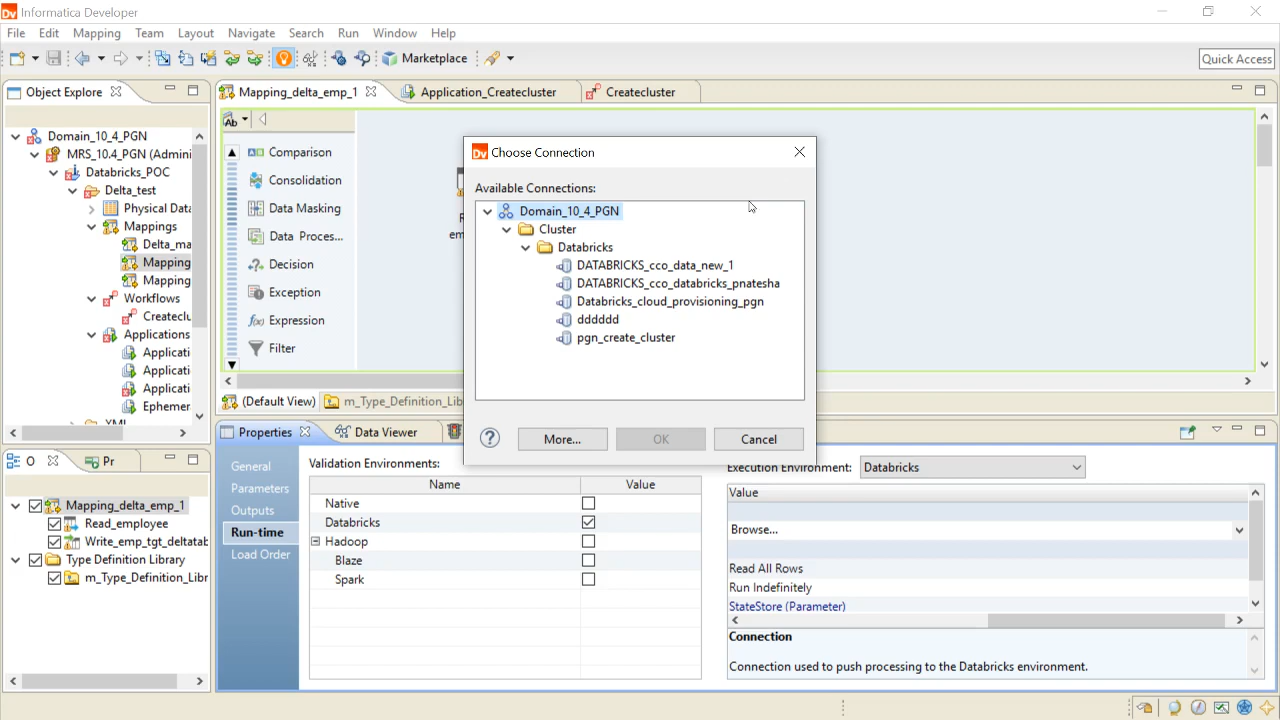 Informatica Developer
File Edit Mapping Team Layout Navigate Search Run Window Help
Marketplace
Quick Access
Object Explore
Domain_10_4_PGN
MRS_10.4_PGN (Admini
DataBricks_POC
Delta_test
Physical Data
Mappings
delta_ma
Mapping
Mapping
Workflows
Createclu
Applications
Applicati
Applicati
Applicati
Ephemer
Mapping_delta_emp_1
Application_Createcluster
Createcluster
Ab
Comparison
Consolidation
Data Masking
Data Proces...
Decision
Exception
Expression
Filter
(Default View)
m_Type_Definition_Lib
Dv Choose Connection
Available Connections:
Domain_10_4_PGN
Cluster
Databricks
DATABRICKS_cco_data_new_1
DATABRICKS_cco_databricks_pnatesha
Databricks_cloud_provisioning_pgn
dddddd
pgn_create_cluster
More...
OK
Cancel
O
Pr
Mapping_delta_emp_1
Read_employee
Write_emp_tgt_deltatab
Type Definition Library
m_Type_Definition_Libr
Properties
Data Viewer
General
Parameters
Outputs
Run-time
Load Order
Validation Environments:
Name Value
Native
Databricks
Hadoop
Blaze
Spark
Execution Environment: Databricks
Value
Browse...
Read All Rows
Run Indefinitely
StateStore (Parameter)
Connection
Connection used to push processing to the Databricks environment.